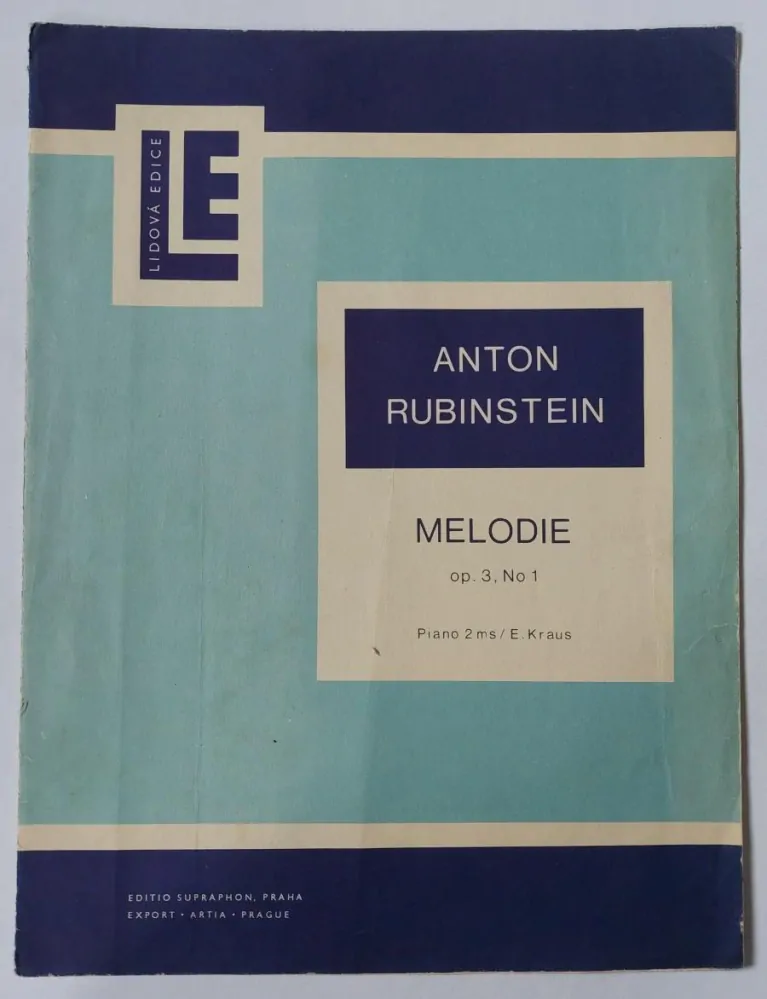 LIDOVÁ EDICE
LE
ANTON
RUBINSTEIN
MELODIE
op. 3, No 1
Piano 2 ms / E. Kraus
EDITIO SUPRAPHON, PRAHA
EXPORT • ARTIA • PRAGUE